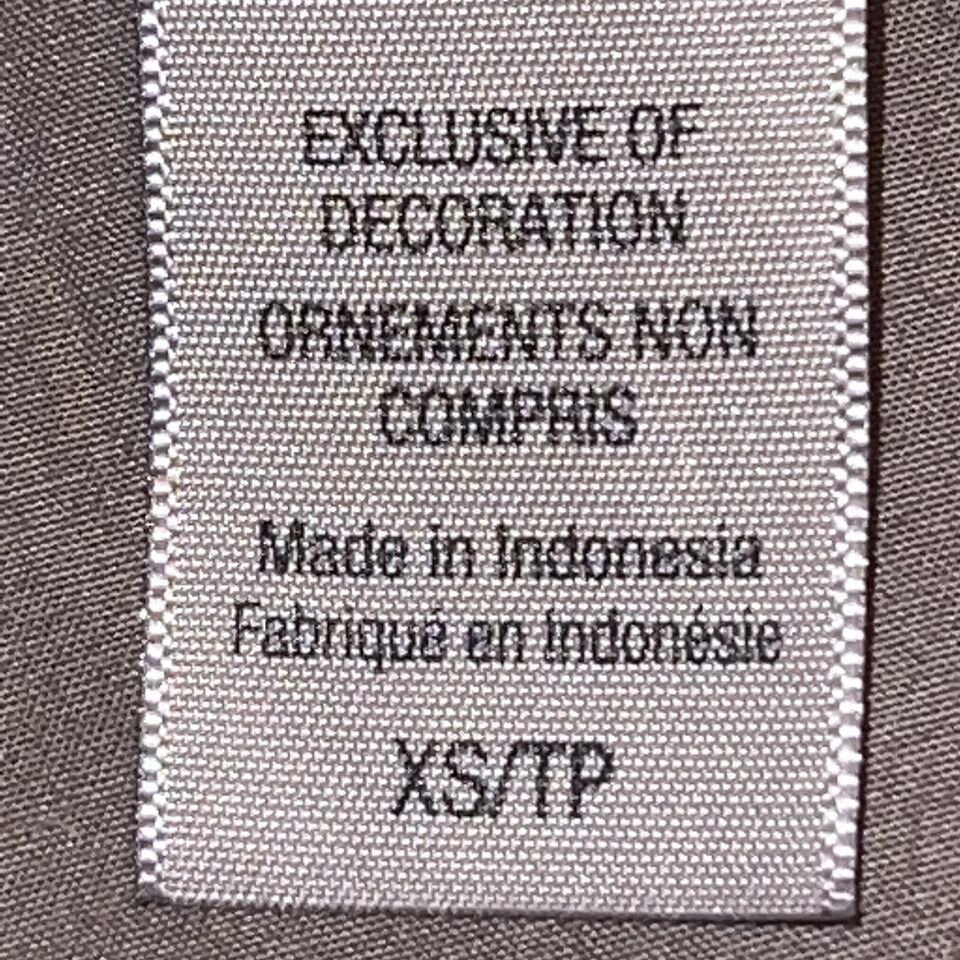 EXCLUSIVE OF
DECORATION
ORNEMENTS NON
COMPRIS
Made in Indonesia
Fabriqué en Indonésie
XS/TP